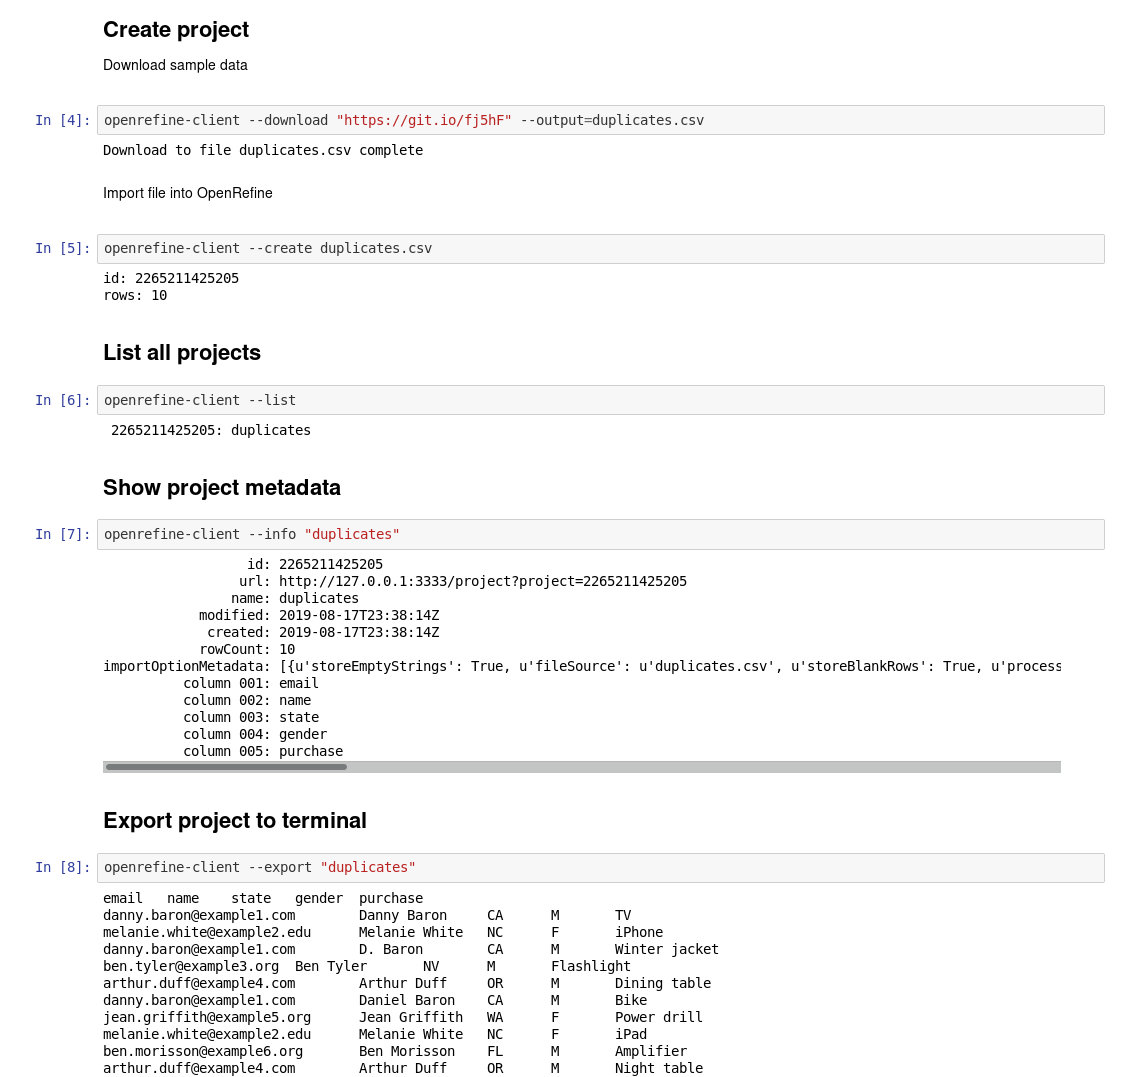 Create project
Download sample data
In [4]: openrefine-client --download "https://git.io/fj5hF" --output=duplicates.csv
Download to file duplicates.csv complete
Import file into OpenRefine
In [5]: openrefine-client --create duplicates.csv
id: 2265211425205
rows: 10
List all projects
In [6]: openrefine-client --list
2265211425205: duplicates
Show project metadata
In [7]: openrefine-client --info "duplicates"
id: 2265211425205
url: http://127.0.0.1:3333/project?project=2265211425205
name: duplicates
modified: 2019-08-17T23:38:14Z
created: 2019-08-17T23:38:14Z
rowCount: 10
importOptionMetadata: [{u'storeEmptyStrings': True, u'fileSource': u'duplicates.csv', u'storeBlankRows': True, u'process
column 001: email
column 002: name
column 003: state
column 004: gender
column 005: purchase
Export project to terminal
In [8]: openrefine-client --export "duplicates"
email name state gender purchase
danny.baron@example1.com Danny Baron CA M TV
melanie.white@example2.edu Melanie White NC F iPhone
danny.baron@example1.com D. Baron CA M Winter jacket
ben.tyler@example3.org Ben Tyler NV M Flashlight
arthur.duff@example4.com Arthur Duff OR M Dining table
danny.baron@example1.com Daniel Baron CA M Bike
jean.griffith@example5.org Jean Griffith WA F Power drill
melanie.white@example2.edu Melanie White NC F iPad
ben.morisson@example6.org Ben Morisson FL M Amplifier
arthur.duff@example4.com Arthur Duff OR M Night table